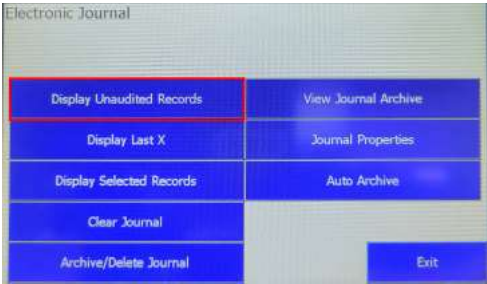 Electronic Journal
Display Unaudited Records
View Journal Archive
Display Last X
Journal Properties
Display Selected Records
Auto Archive
Clear Journal
Archive/Delete Journal
Exit